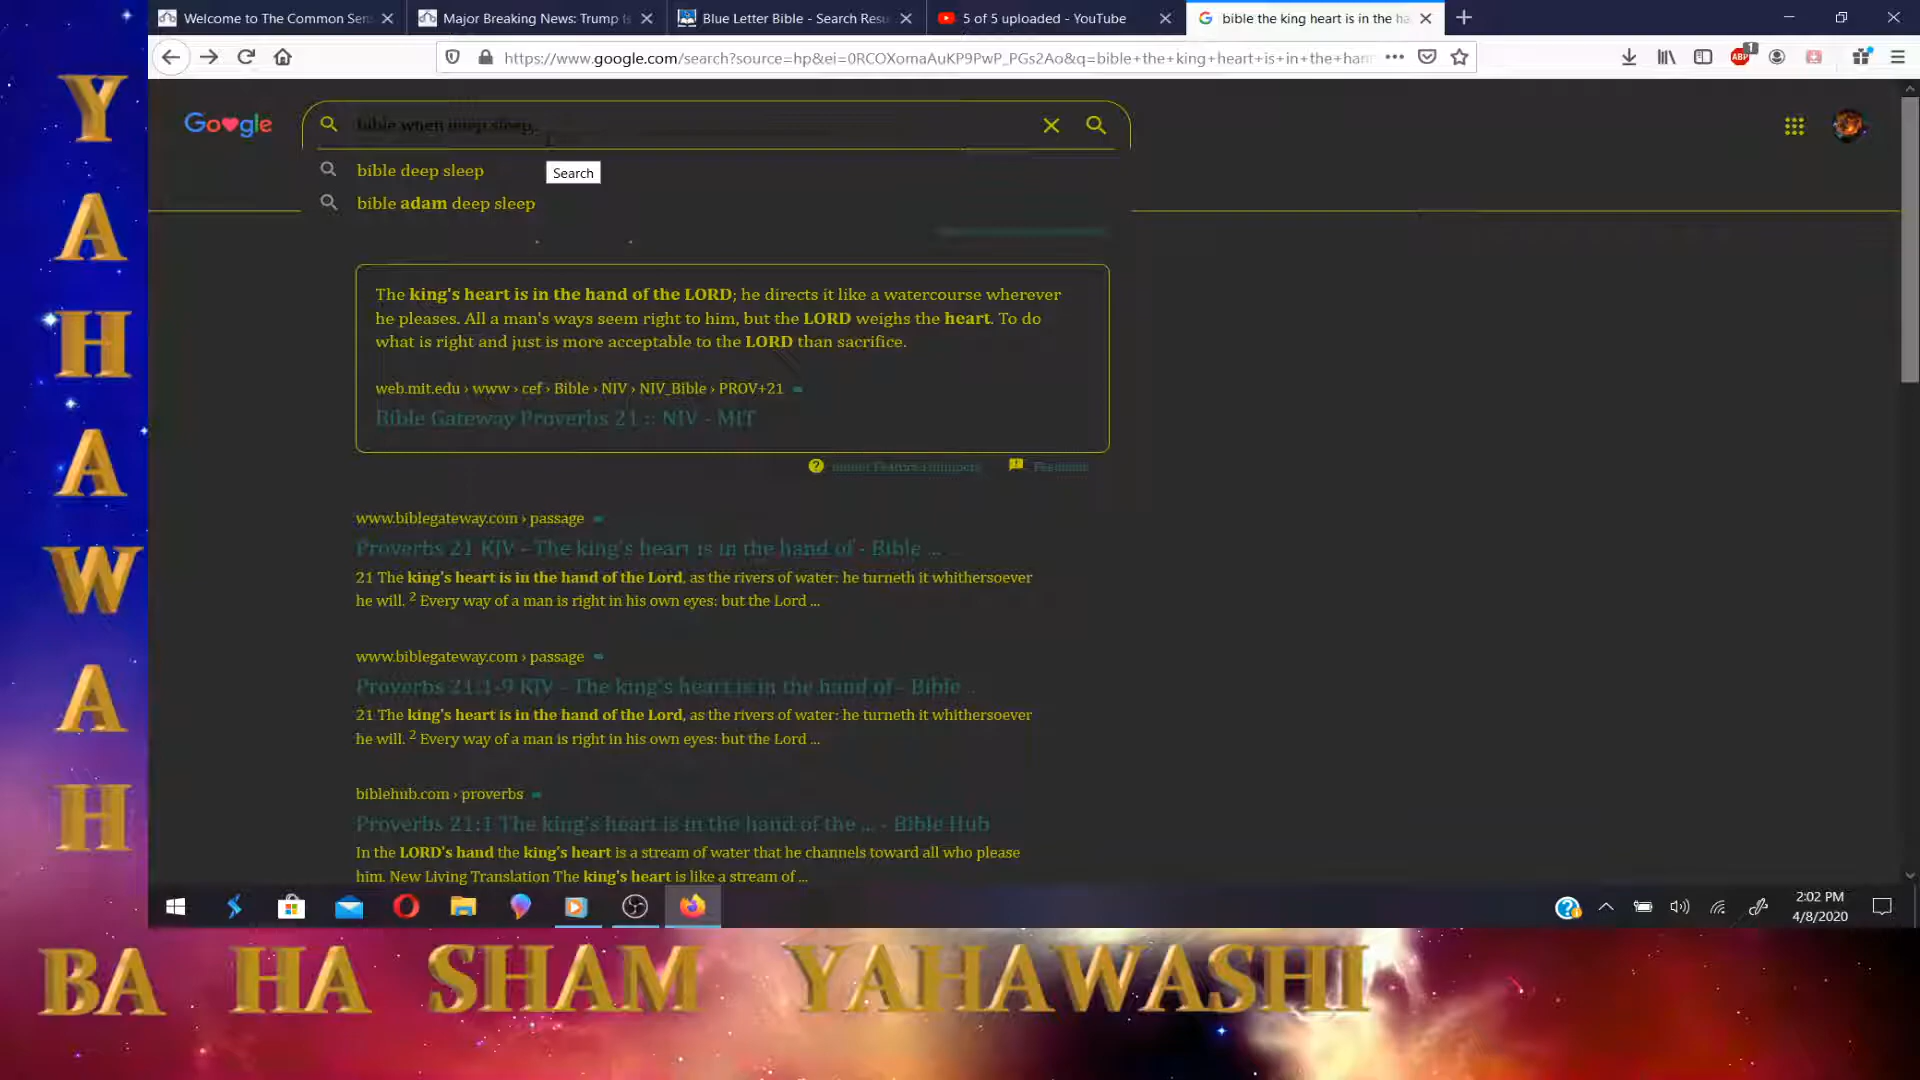 Welcome to The Common Sen
Major Breaking News: Trump I
Blue Letter Bible - Search Resu
5 of 5 uploaded - YouTube
bible the king heart is in the ha
https://www.google.com/search?source=hp&ei=0RCOXomaAuKP9PwP_PGs2Ao&q=bible+the+king+heart+is+in+the+han
ABP 1
Google
bible when deep sleep,
bible deep sleep
Search
bible adam deep sleep
The king's heart is in the hand of the LORD; he directs it like a watercourse wherever
he pleases. All a man's ways seem right to him, but the LORD weighs the heart. To do
what is right and just is more acceptable to the LORD than sacrifice.
web.mit.edu › www › cef › Bible › NIV › NIV_Bible › PROV+21
Bible Gateway Proverbs 21 :: NIV - MIT
About Featured Snippets
Feedback
www.biblegateway.com › passage
Proverbs 21 KJV - The king's heart is in the hand of - Bible ...
21 The king's heart is in the hand of the Lord, as the rivers of water: he turneth it whithersoever
he will. 2 Every way of a man is right in his own eyes: but the Lord ...
www.biblegateway.com › passage
Proverbs 21:1-9 KJV - The king's heart is in the hand of - Bible ...
21 The king's heart is in the hand of the Lord, as the rivers of water: he turneth it whithersoever
he will. 2 Every way of a man is right in his own eyes: but the Lord ...
biblehub.com › proverbs
Proverbs 21:1 The king's heart is in the hand of the ... - Bible Hub
In the LORD's hand the king's heart is a stream of water that he channels toward all who please
him. New Living Translation The king's heart is like a stream of ...
2:02 PM
4/8/2020
YAHAWAH
BA HA SHAM YAHAWASHI